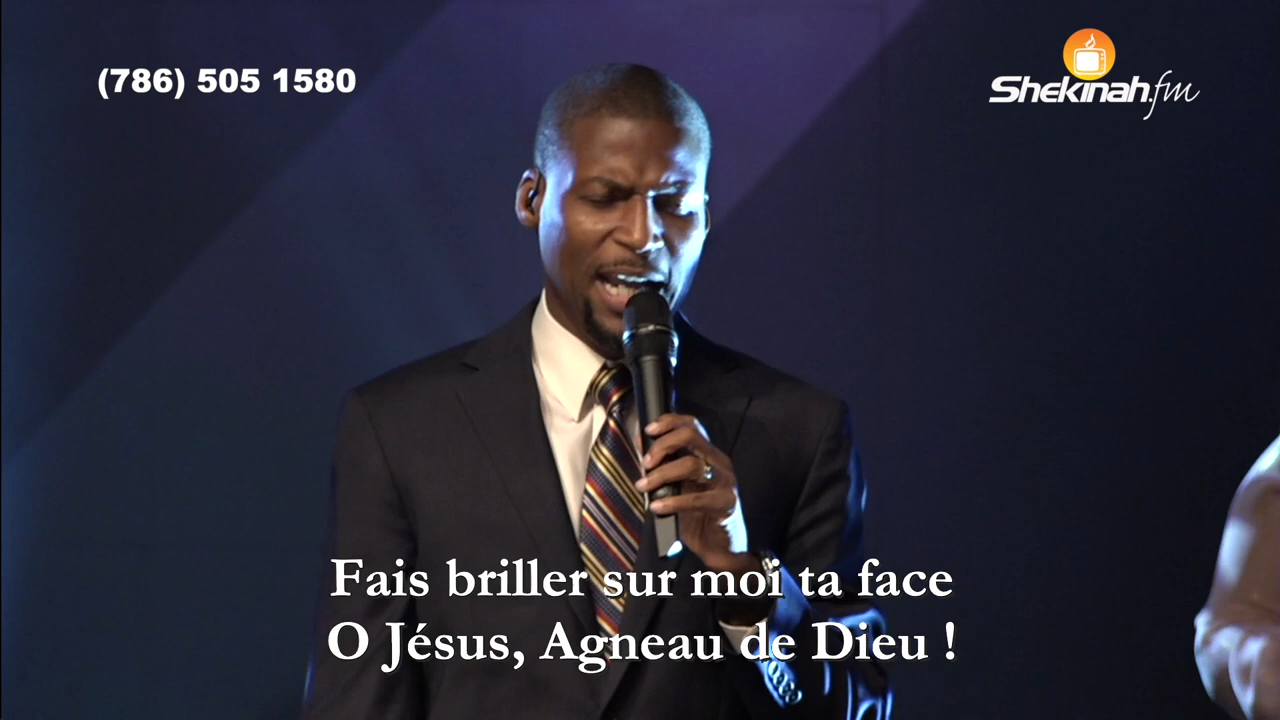 (786) 505 1580
Shekinah.fm
Fais briller sur moi ta face
O Jésus, Agneau de Dieu !